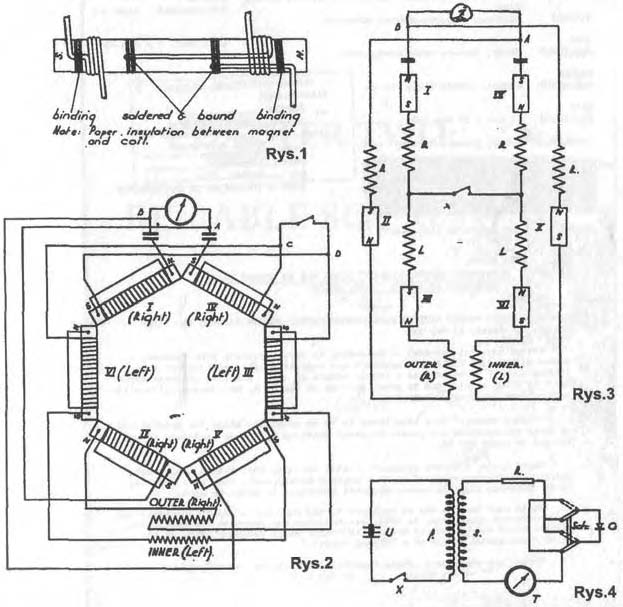 S.
N.
binding soldered & bound binding
Note: Paper insulation between magnet
and coil.
Rys.1
B A
C
D
N S
I
(Right)
IV
(Right)
VI (Left)
(Left) III
II
(Right)
V
(Right)
OUTER (Right).
INNER (Left).
Rys.2
B
A
I
IV
S
N
R
R
R
R.
II
X
V
L
L
III
VI
OUTER
(R)
INNER.
(L)
Rys.3
R.
U
P.
S.
X
T
G
Rys.4